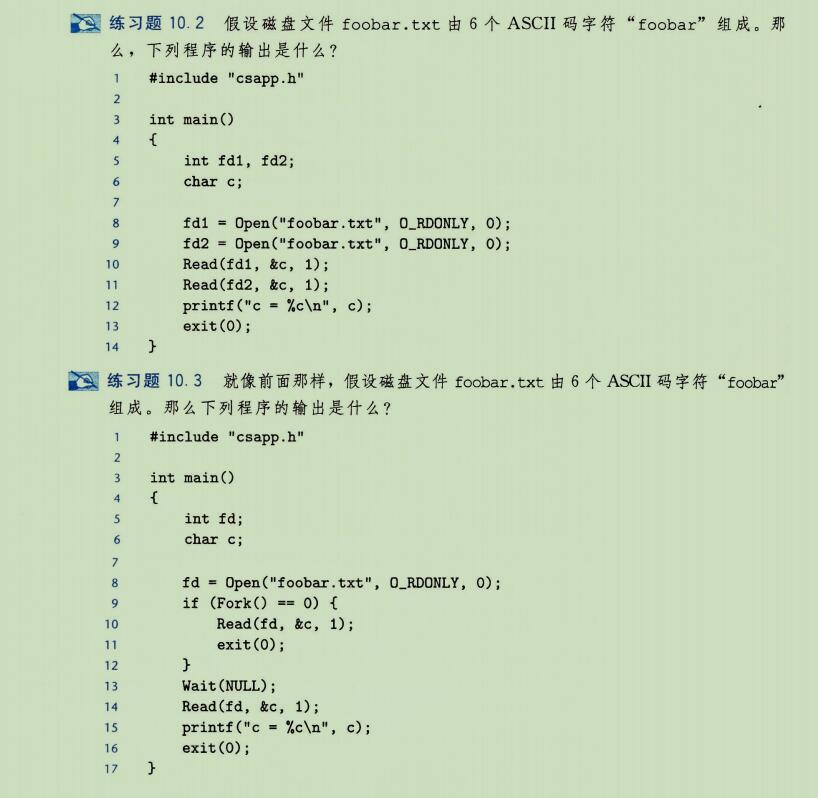 练习题 10.2 假设磁盘文件 foobar.txt 由 6 个 ASCII 码字符“foobar”组成。那
么，下列程序的输出是什么？
1 #include "csapp.h"
2
3 int main()
4 {
5 int fd1, fd2;
6 char c;
7
8 fd1 = Open("foobar.txt", O_RDONLY, 0);
9 fd2 = Open("foobar.txt", O_RDONLY, 0);
10 Read(fd1, &c, 1);
11 Read(fd2, &c, 1);
12 printf("c = %c\n", c);
13 exit(0);
14 }
练习题 10.3 就像前面那样，假设磁盘文件 foobar.txt 由 6 个 ASCII 码字符“foobar”
组成。那么下列程序的输出是什么？
1 #include "csapp.h"
2
3 int main()
4 {
5 int fd;
6 char c;
7
8 fd = Open("foobar.txt", O_RDONLY, 0);
9 if (Fork() == 0) {
10 Read(fd, &c, 1);
11 exit(0);
12 }
13 Wait(NULL);
14 Read(fd, &c, 1);
15 printf("c = %c\n", c);
16 exit(0);
17 }